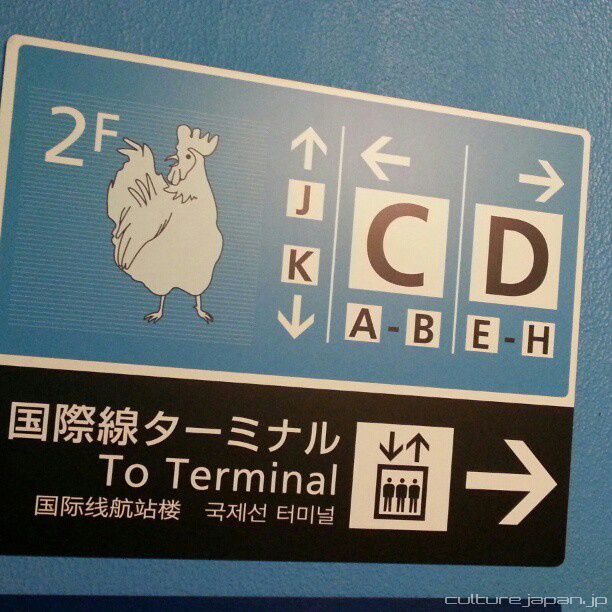 2F
J
K
C
A-B
D
E-H
国際線ターミナル
To Terminal
国际线航站楼 국제선 터미널
culturejapan.jp